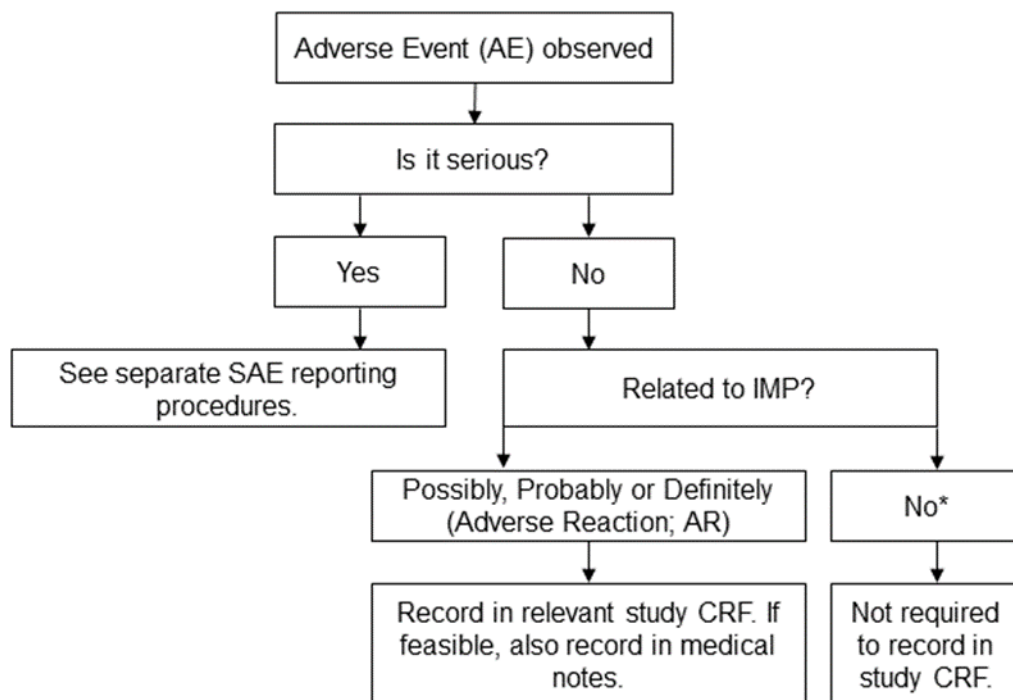 Adverse Event (AE) observed
Is it serious?
Yes
No
See separate SAE reporting
procedures.
Related to IMP?
Possibly, Probably or Definitely
(Adverse Reaction; AR)
No*
Record in relevant study CRF. If
feasible, also record in medical
notes.
Not required
to record in
study CRF.